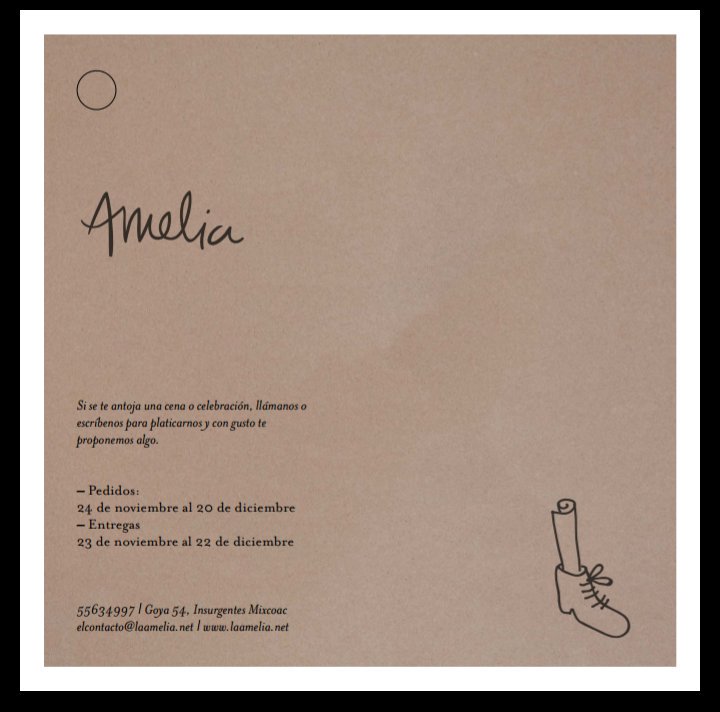 Amelia
Si se te antoja una cena o celebración, llámanos o
escríbenos para platicarnos y con gusto te
proponemos algo.
— Pedidos:
24 de noviembre al 20 de diciembre
— Entregas
23 de noviembre al 22 de diciembre
55634997 | Goya 54, Insurgentes Mixcoac
elcontacto@laamelia.net | www.laamelia.net